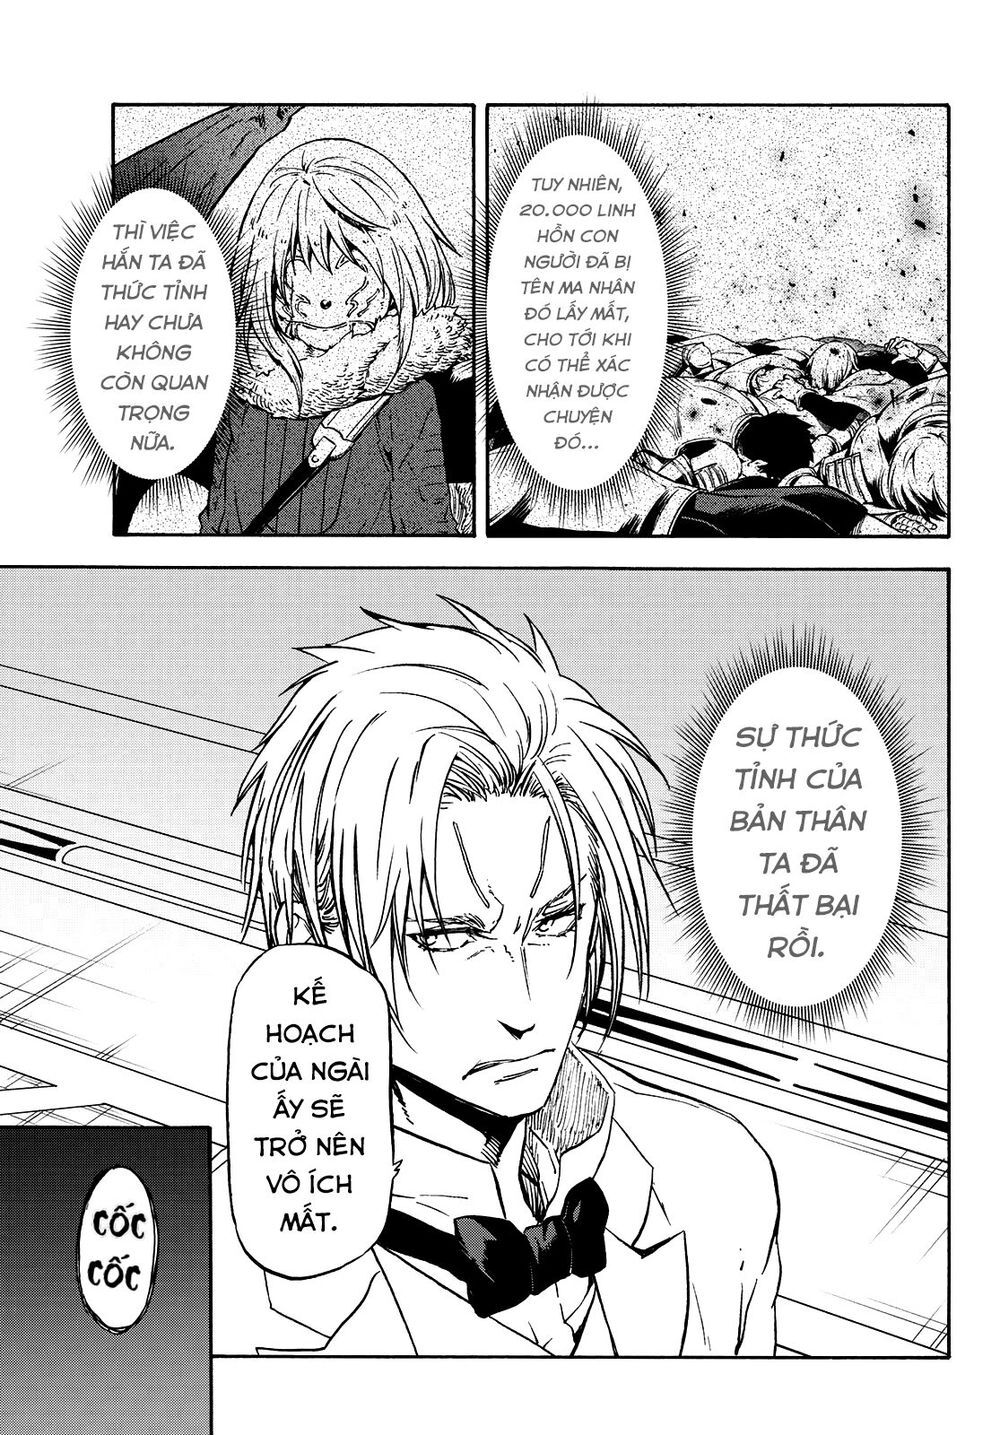 TUY NHIÊN,
20.000 LINH
HỒN CON
NGƯỜI ĐÃ BỊ
TÊN MA NHÂN
ĐÓ LẤY MẤT,
CHO TỚI KHI
CÓ THỂ XÁC
NHẬN ĐƯỢC
CHUYỆN
ĐÓ...
THÌ VIỆC
HẮN TA ĐÃ
THỨC TỈNH
HAY CHƯA
KHÔNG
CÒN QUAN
TRỌNG
NỮA.
SỰ THỨC
TỈNH CỦA
BẢN THÂN
TA ĐÃ
THẤT BẠI
RỒI.
KẾ
HOẠCH
CỦA NGÀI
ẤY SẼ
TRỞ NÊN
VÔ ÍCH
MẤT.
CỐC
CỐC